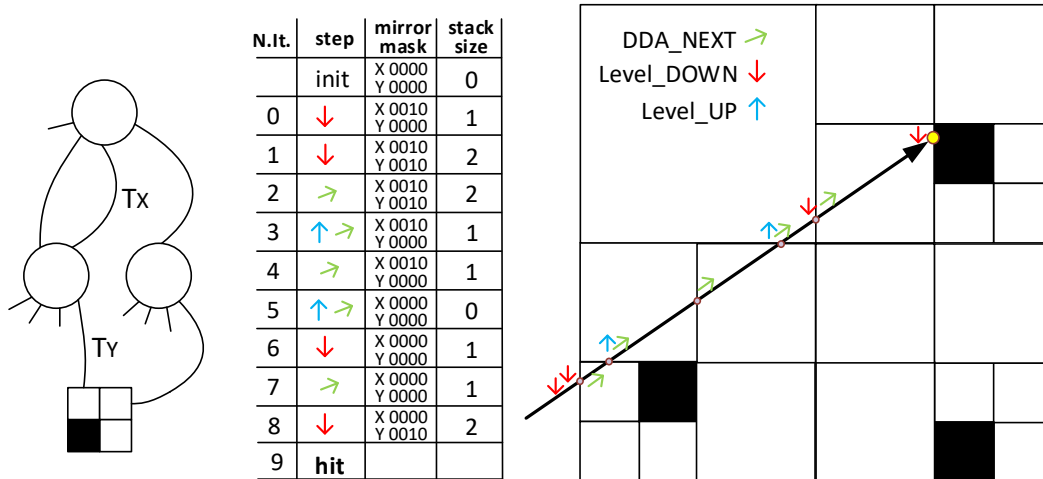 N.It. step mirror mask stack size
init X 0000 Y 0000 0
0 X 0010 Y 0000 1
1 X 0010 Y 0010 2
2 X 0010 Y 0010 2
3 X 0010 Y 0000 1
4 X 0010 Y 0000 1
5 X 0000 Y 0000 0
6 X 0000 Y 0000 1
7 X 0000 Y 0000 1
8 X 0000 Y 0010 2
9 hit
TX
TY
DDA_NEXT
Level_DOWN
Level_UP